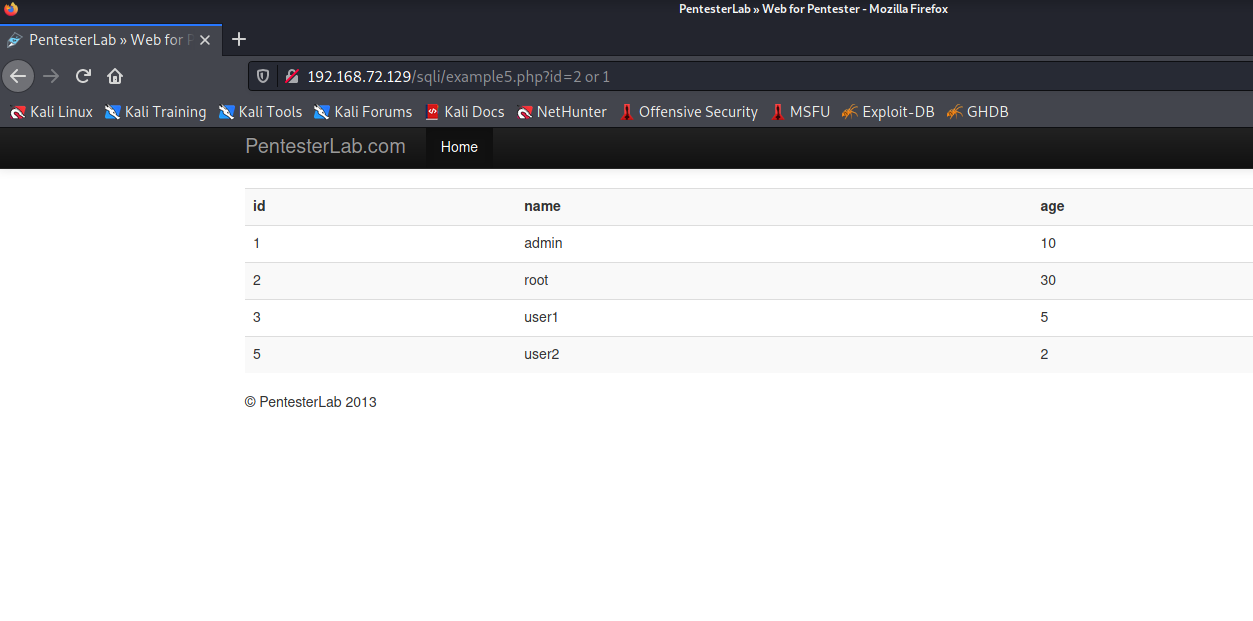 PentesterLab » Web for Pentester - Mozilla Firefox
PentesterLab » Web for P
192.168.72.129/sqli/example5.php?id=2 or 1
Kali Linux Kali Training Kali Tools Kali Forums Kali Docs NetHunter Offensive Security MSFU Exploit-DB GHDB
PentesterLab.com Home
id name age
1 admin 10
2 root 30
3 user1 5
5 user2 2
© PentesterLab 2013